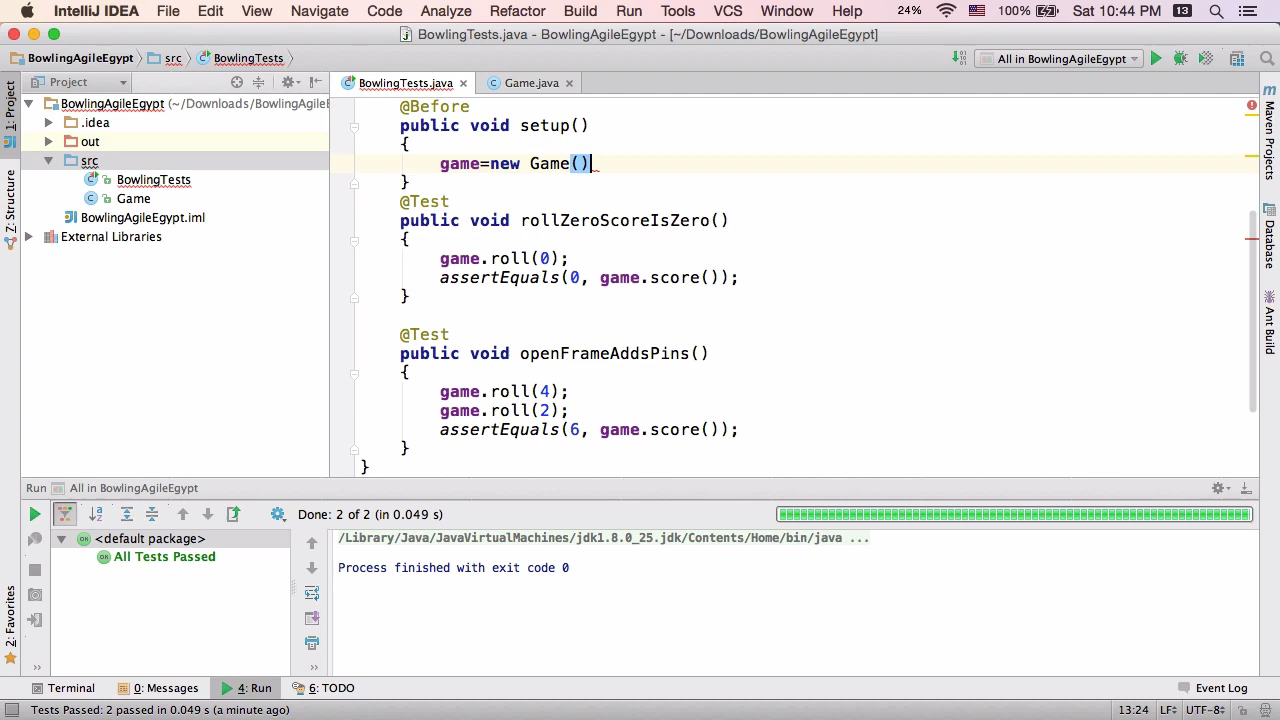 IntelliJ IDEA File Edit View Navigate Code Analyze Refactor Build Run Tools VCS Window Help 24% 100% Sat 10:44 PM 13
BowlingTests.java - BowlingAgileEgypt - [~/Downloads/BowlingAgileEgypt]
BowlingAgileEgypt src BowlingTests All in BowlingAgileEgypt
Project BowlingTests.java Game.java
BowlingAgileEgypt (~/Downloads/BowlingAgileE
.idea
out
src
BowlingTests
Game
BowlingAgileEgypt.iml
External Libraries
1: Project
Z: Structure
2: Favorites
@Before
public void setup()
{
game=new Game()
}
@Test
public void rollZeroScoreIsZero()
{
game.roll(0);
assertEquals(0, game.score());
}
@Test
public void openFrameAddsPins()
{
game.roll(4);
game.roll(2);
assertEquals(6, game.score());
}
}
Maven Projects
Database
Ant Build
Run All in BowlingAgileEgypt
Done: 2 of 2 (in 0.049 s)
<default package>
All Tests Passed
/Library/Java/JavaVirtualMachines/jdk1.8.0_25.jdk/Contents/Home/bin/java ...
Process finished with exit code 0
Terminal 0: Messages 4: Run 6: TODO Event Log
Tests Passed: 2 passed in 0.049 s (a minute ago) 13:24 LF UTF-8